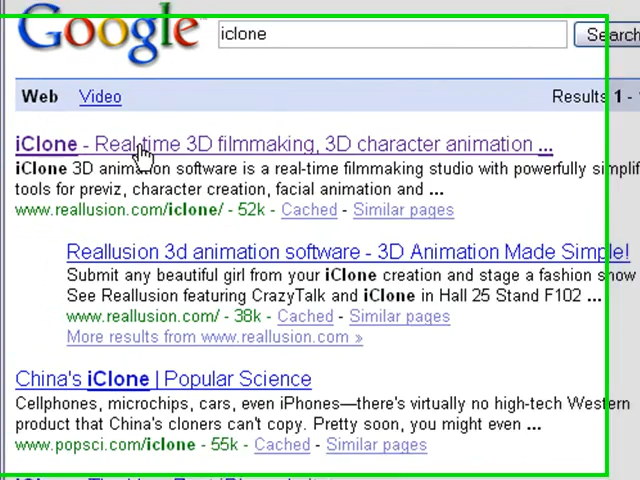 Google
iclone
Search
Web Video Results 1 -
iClone - Real-time 3D filmmaking, 3D character animation ...
iClone 3D animation software is a real-time filmmaking studio with powerfully simplif
tools for previz, character creation, facial animation and ...
www.reallusion.com/iclone/ - 52k - Cached - Similar pages
Reallusion 3d animation software - 3D Animation Made Simple!
Submit any beautiful girl from your iClone creation and stage a fashion show
See Reallusion featuring CrazyTalk and iClone in Hall 25 Stand F102 ...
www.reallusion.com/ - 38k - Cached - Similar pages
More results from www.reallusion.com »
China's iClone | Popular Science
Cellphones, microchips, cars, even iPhones—there's virtually no high-tech Western
product that China's cloners can't copy. Pretty soon, you might even ...
www.popsci.com/iclone - 55k - Cached - Similar pages